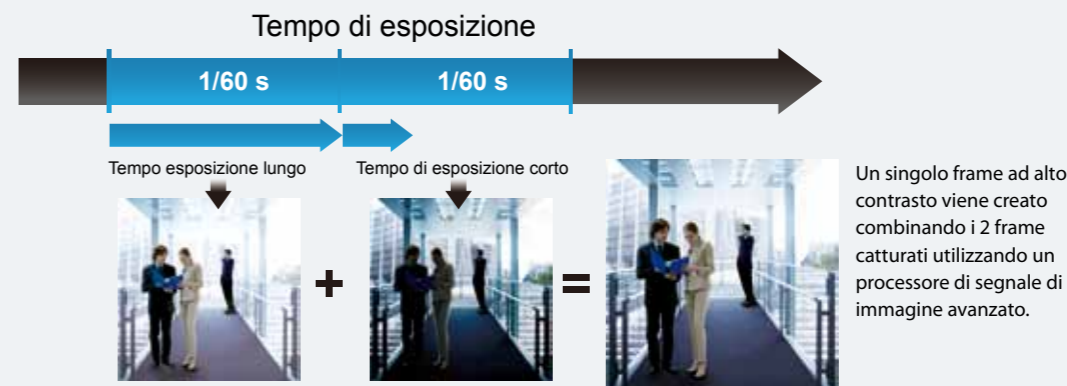 Tempo di esposizione
1/60 s
1/60 s
Tempo esposizione lungo
Tempo di esposizione corto
+
=
Un singolo frame ad alto
contrasto viene creato
combinando i 2 frame
catturati utilizzando un
processore di segnale di
immagine avanzato.